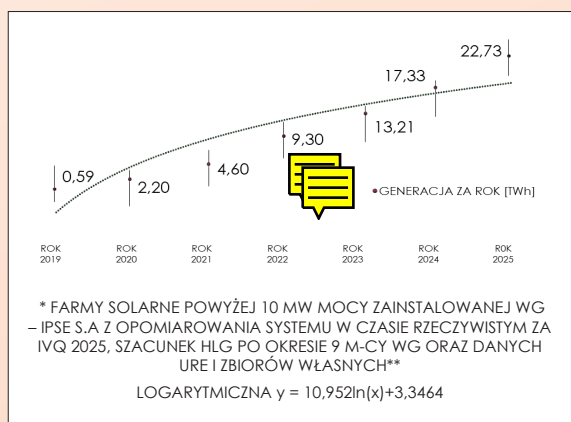 22,73
17,33
13,21
9,30
4,60
2,20
0,59
GENERACJA ZA ROK [TWh]
ROK 2019
ROK 2020
ROK 2021
ROK 2022
ROK 2023
ROK 2024
R0K 2025
* FARMY SOLARNE POWYŻEJ 10 MW MOCY ZAINSTALOWANEJ WG
– IPSE S.A Z OPOMIAROWANIA SYSTEMU W CZASIE RZECZYWISTYM ZA
IVQ 2025, SZACUNEK HLG PO OKRESIE 9 M-CY WG ORAZ DANYCH
URE I ZBIORÓW WŁASNYCH**
LOGARYTMICZNA y = 10,952ln(x)+3,3464